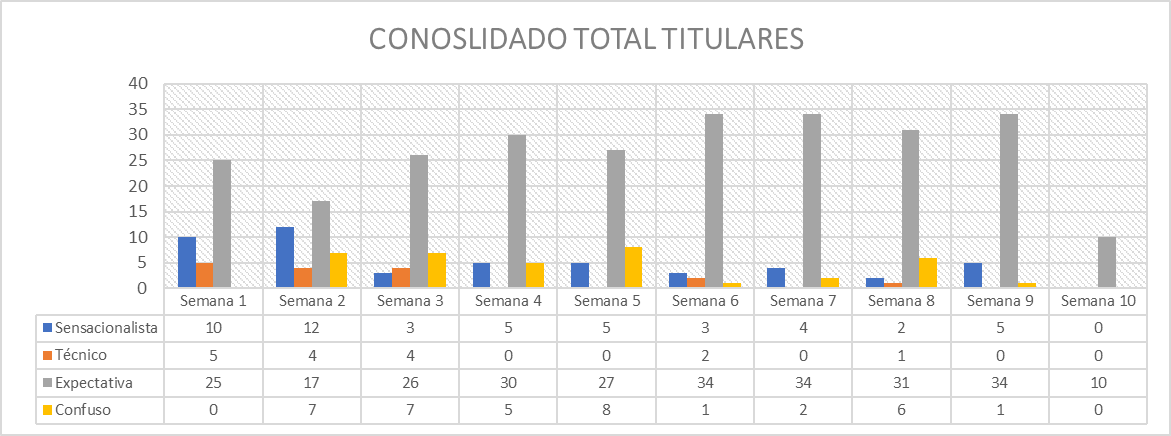 CONOSLIDADO TOTAL TITULARES
40
35
30
25
20
15
10
5
0
Semana 1 Semana 2 Semana 3 Semana 4 Semana 5 Semana 6 Semana 7 Semana 8 Semana 9 Semana 10
Sensacionalista 10 12 3 5 5 3 4 2 5 0
Técnico 5 4 4 0 0 2 0 1 0 0
Expectativa 25 17 26 30 27 34 34 31 34 10
Confuso 0 7 7 5 8 1 2 6 1 0